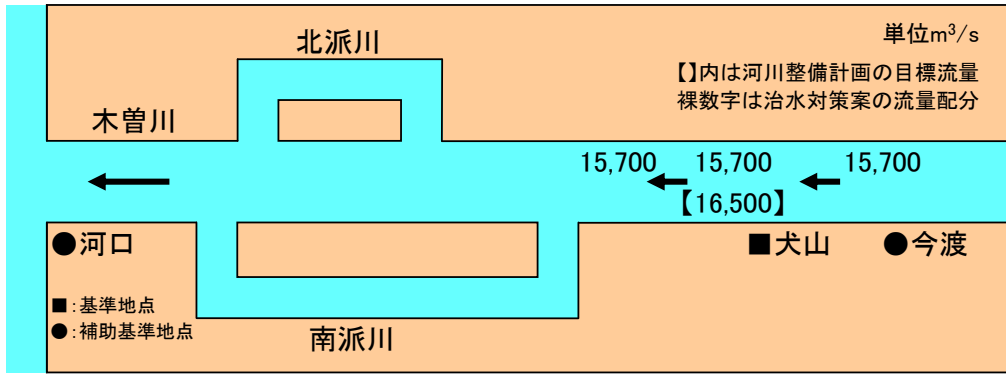 北派川
単位m³/s
【】内は河川整備計画の目標流量
裸数字は治水対策案の流量配分
木曽川
15,700 15,700 15,700
【16,500】
●河口
■犬山 ●今渡
■:基準地点
●:補助基準地点
南派川